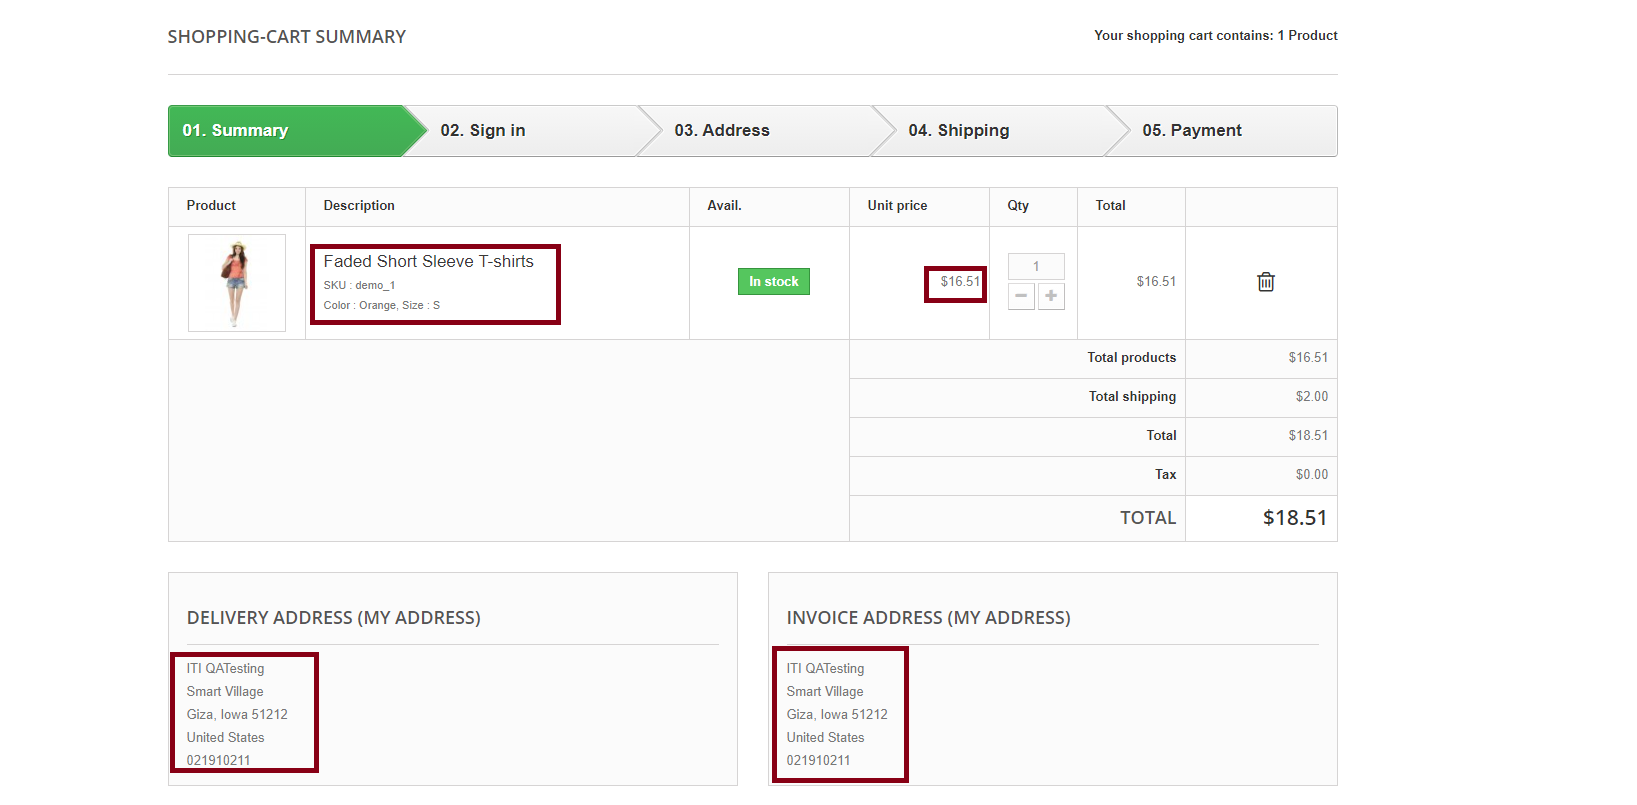 SHOPPING-CART SUMMARY
Your shopping cart contains: 1 Product
01. Summary
02. Sign in
03. Address
04. Shipping
05. Payment
Product
Description
Avail.
Unit price
Qty
Total
Faded Short Sleeve T-shirts
SKU : demo_1
Color : Orange, Size : S
In stock
$16.51
1
$16.51
Total products
$16.51
Total shipping
$2.00
Total
$18.51
Tax
$0.00
TOTAL
$18.51
DELIVERY ADDRESS (MY ADDRESS)
ITI QATesting
Smart Village
Giza, Iowa 51212
United States
021910211
INVOICE ADDRESS (MY ADDRESS)
ITI QATesting
Smart Village
Giza, Iowa 51212
United States
021910211